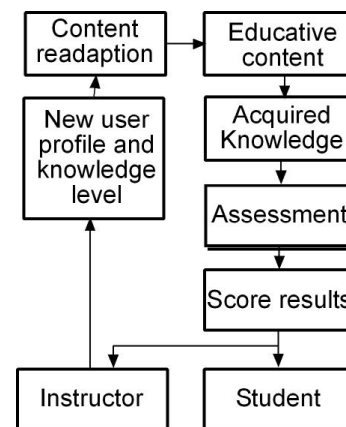 Content
readaption
Educative
content
New user
profile and
knowledge
level
Acquired
Knowledge
Assessment
Score results
Instructor
Student